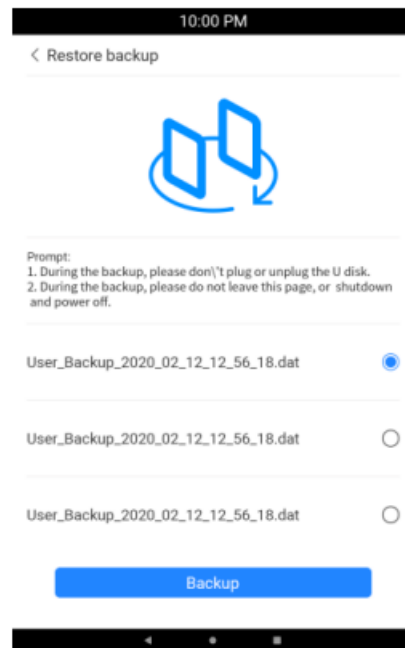 10:00 PM
< Restore backup
Prompt:
1. During the backup, please don\'t plug or unplug the U disk.
2. During the backup, please do not leave this page, or shutdown
and power off.
User_Backup_2020_02_12_12_56_18.dat
User_Backup_2020_02_12_12_56_18.dat
User_Backup_2020_02_12_12_56_18.dat
Backup